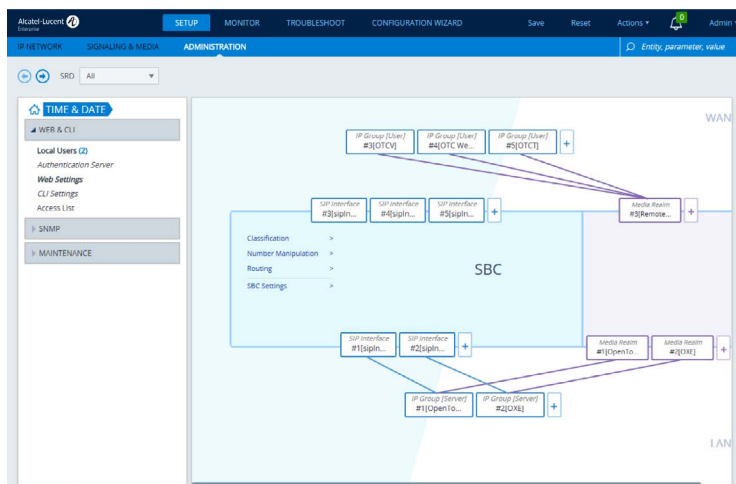 Alcatel·Lucent
Enterprise
SETUP MONITOR TROUBLESHOOT CONFIGURATION WIZARD Save Reset Actions 0 Admin
IP NETWORK SIGNALING & MEDIA ADMINISTRATION Entity, parameter, value
SRD All
TIME & DATE
WEB & CLI
Local Users (2)
Authentication Server
Web Settings
CLI Settings
Access List
SNMP
MAINTENANCE
WAN
IP Group [User] IP Group [User] IP Group [User]
#3[OTCV] #4[OTC We... #5[OTCT] +
SIP Interface SIP Interface SIP Interface Media Realm
#3[sipIn... #4[sipIn... #5[sipIn... + #5[Remote... +
Classification >
Number Manipulation >
Routing >
SBC Settings >
SBC
SIP Interface SIP Interface Media Realm Media Realm
#1[sipIn... #2[sipIn... + #1[OpenTo... #2[OXE] +
IP Group [Server] IP Group [Server]
#1[OpenTo... #2[OXE] +
LAN